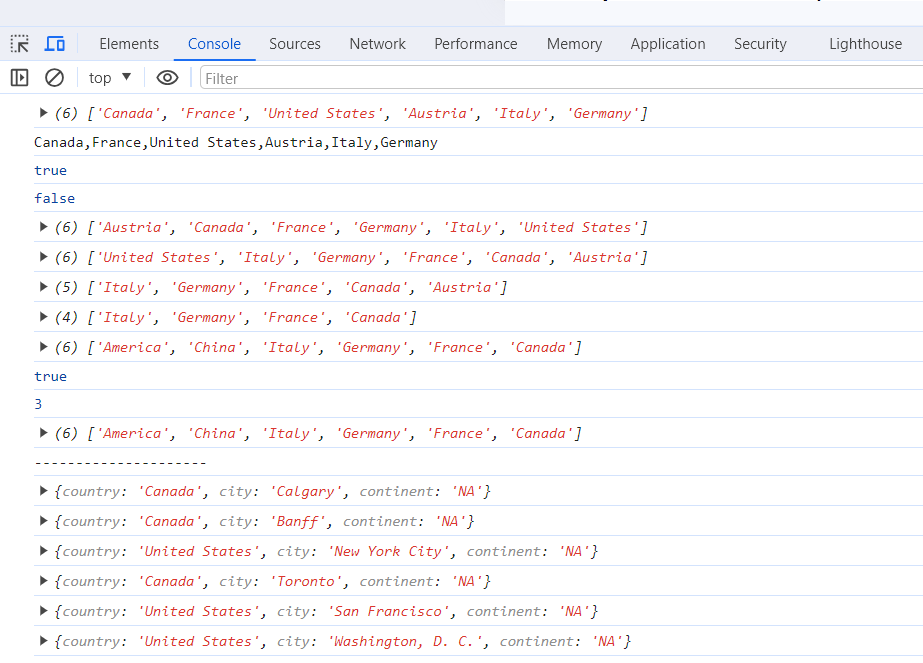 Elements Console Sources Network Performance Memory Application Security Lighthouse
top Filter
(6) ['Canada', 'France', 'United States', 'Austria', 'Italy', 'Germany']
Canada,France,United States,Austria,Italy,Germany
true
false
(6) ['Austria', 'Canada', 'France', 'Germany', 'Italy', 'United States']
(6) ['United States', 'Italy', 'Germany', 'France', 'Canada', 'Austria']
(5) ['Italy', 'Germany', 'France', 'Canada', 'Austria']
(4) ['Italy', 'Germany', 'France', 'Canada']
(6) ['America', 'China', 'Italy', 'Germany', 'France', 'Canada']
true
3
(6) ['America', 'China', 'Italy', 'Germany', 'France', 'Canada']
---------------------
{country: 'Canada', city: 'Calgary', continent: 'NA'}
{country: 'Canada', city: 'Banff', continent: 'NA'}
{country: 'United States', city: 'New York City', continent: 'NA'}
{country: 'Canada', city: 'Toronto', continent: 'NA'}
{country: 'United States', city: 'San Francisco', continent: 'NA'}
{country: 'United States', city: 'Washington, D. C.', continent: 'NA'}